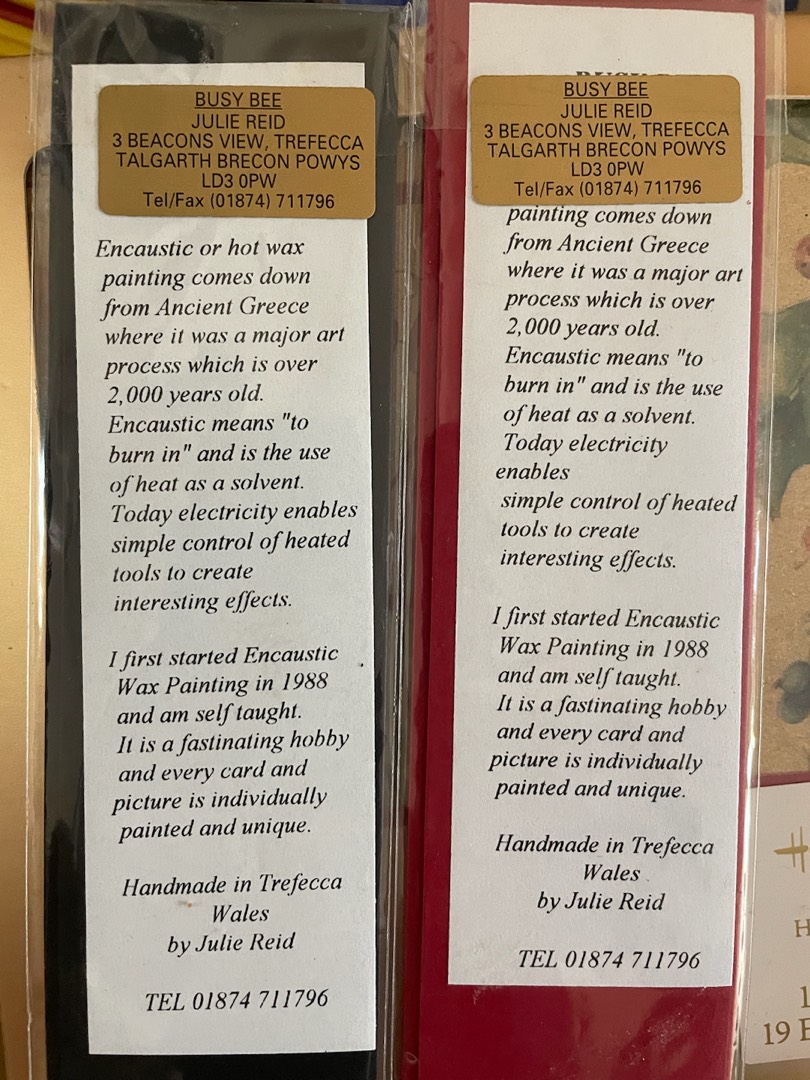 BUSY BEE
JULIE REID
3 BEACONS VIEW, TREFECCA
TALGARTH BRECON POWYS
LD3 0PW
Tel/Fax (01874) 711796
Encaustic or hot wax
painting comes down
from Ancient Greece
where it was a major art
process which is over
2,000 years old.
Encaustic means "to
burn in" and is the use
of heat as a solvent.
Today electricity enables
simple control of heated
tools to create
interesting effects.
I first started Encaustic
Wax Painting in 1988
and am self taught.
It is a fastinating hobby
and every card and
picture is individually
painted and unique.
Handmade in Trefecca
Wales
by Julie Reid
TEL 01874 711796
BUSY BEE
JULIE REID
3 BEACONS VIEW, TREFECCA
TALGARTH BRECON POWYS
LD3 0PW
Tel/Fax (01874) 711796
painting comes down
from Ancient Greece
where it was a major art
process which is over
2,000 years old.
Encaustic means "to
burn in" and is the use
of heat as a solvent.
Today electricity
enables
simple control of heated
tools to create
interesting effects.
I first started Encaustic
Wax Painting in 1988
and am self taught.
It is a fastinating hobby
and every card and
picture is individually
painted and unique.
Handmade in Trefecca
Wales
by Julie Reid
TEL 01874 711796
H
1
19 E